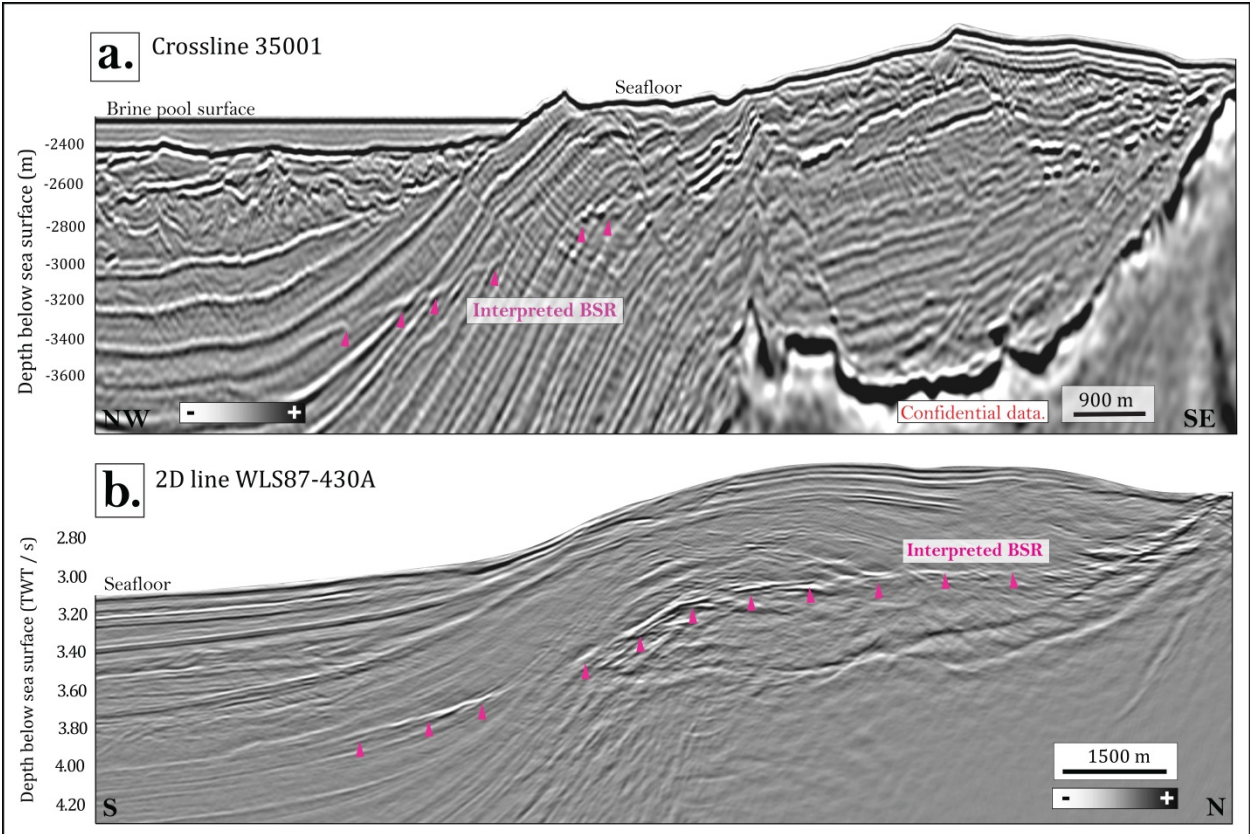 a. Crossline 35001
Seafloor
Brine pool surface
Depth below sea surface (m)
-2400
-2600
-2800
-3000
-3200
-3400
-3600
Interpreted BSR
NW
- +
Confidential data.
900 m
SE
b. 2D line WLS87-430A
Depth below sea surface (TWT / s)
2.80
3.00
3.20
3.40
3.60
3.80
4.00
4.20
Seafloor
Interpreted BSR
1500 m
- +
S
N